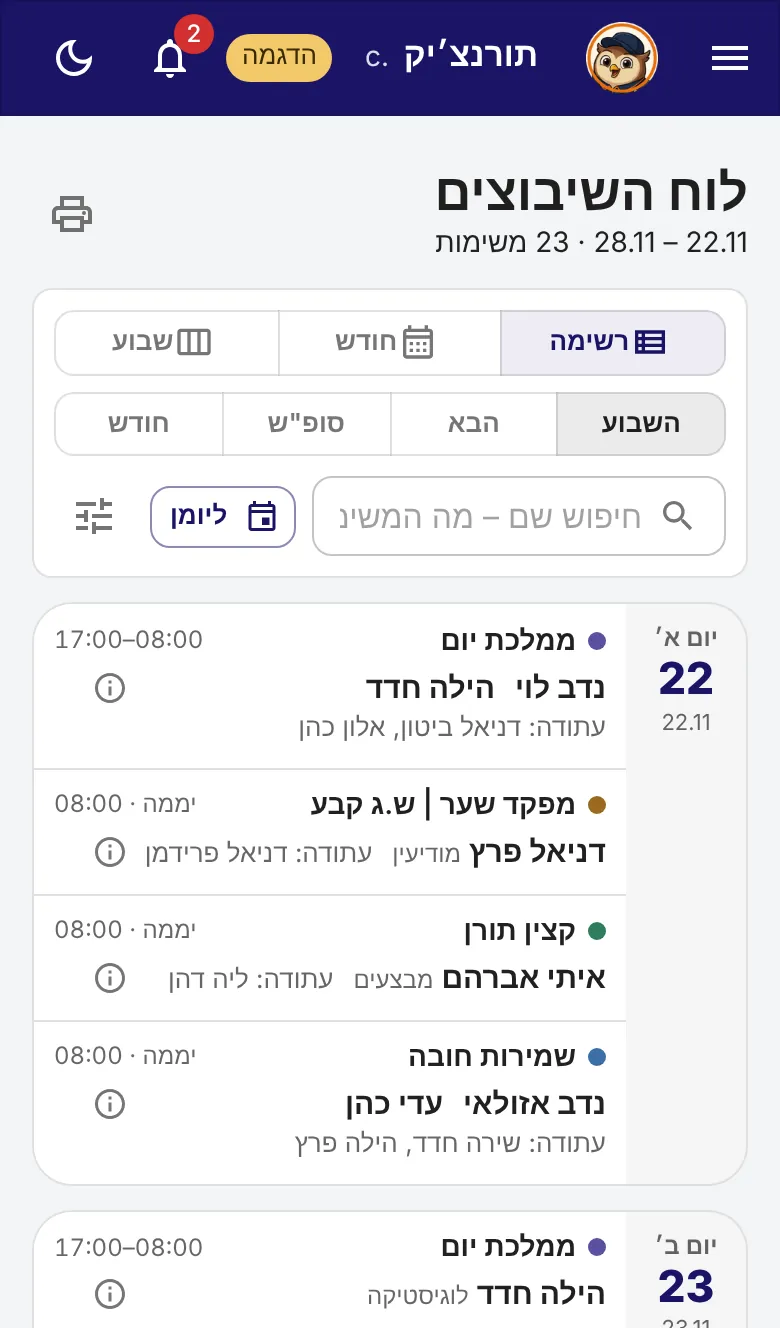 תורנצ׳יק c.
הדגמה
2
לוח השיבוצים
22.11 – 28.11 · 23 משימות
רשימה
חודש
שבוע
השבוע
הבא
סופ"ש
חודש
חיפוש שם – מה המשינ
ליומן
יום א׳
22
22.11
ממלכת יום
08:00–17:00
נדב לוי הילה חדד
עתודה: דניאל ביטון, אלון כהן
מפקד שער | ש.ג קבע
יממה · 08:00
דניאל פרץ מודיעין עתודה: דניאל פרידמן
קצין תורן
יממה · 08:00
איתי אברהם מבצעים עתודה: ליה דהן
שמירות חובה
יממה · 08:00
נדב אזולאי עדי כהן
עתודה: שירה חדד, הילה פרץ
יום ב׳
23
23.11
ממלכת יום
08:00–17:00
הילה חדד לוגיסטיקה